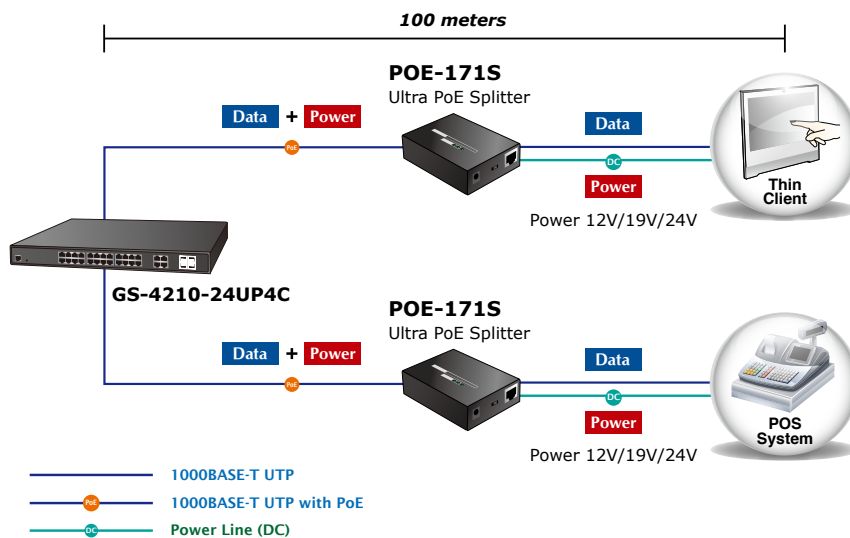 100 meters
POE-171S
Ultra PoE Splitter
Data + Power
PoE
Data
DC
Power
Power 12V/19V/24V
Thin
Client
GS-4210-24UP4C
POE-171S
Ultra PoE Splitter
Data + Power
PoE
Data
DC
Power
Power 12V/19V/24V
POS
System
1000BASE-T UTP
PoE
1000BASE-T UTP with PoE
DC
Power Line (DC)